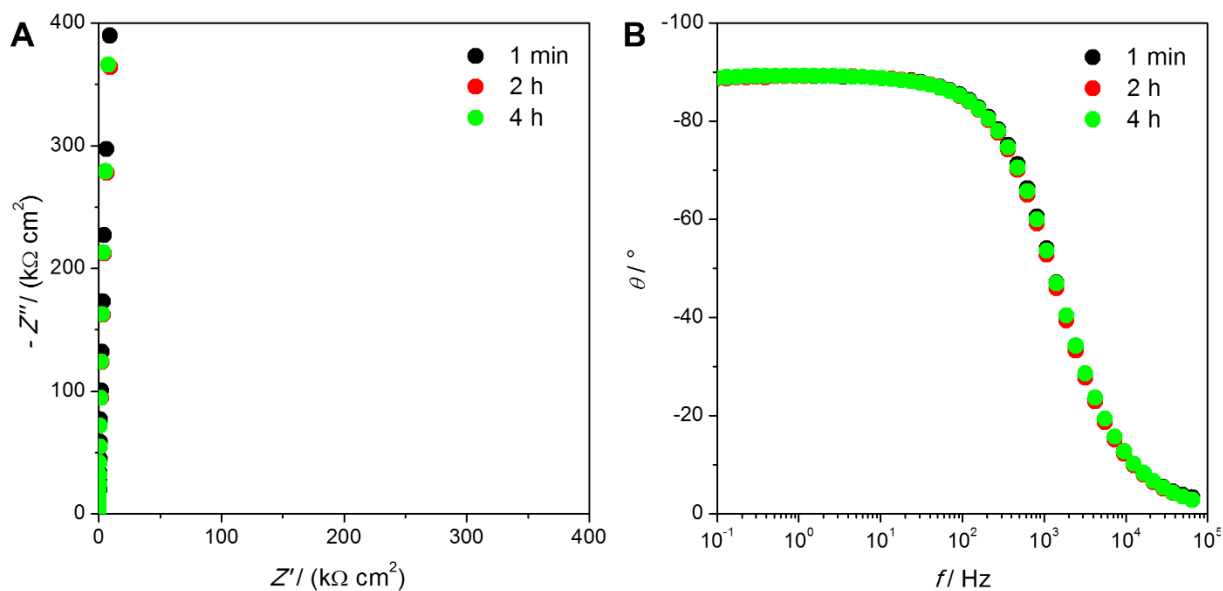 A
- Z'' / (kΩ cm²)
400
300
200
100
0
1 min
2 h
4 h
0
100
200
300
400
Z' / (kΩ cm²)
B
θ / °
-100
-80
-60
-40
-20
0
1 min
2 h
4 h
10⁻¹
10⁰
10¹
10²
10³
10⁴
10⁵
f / Hz